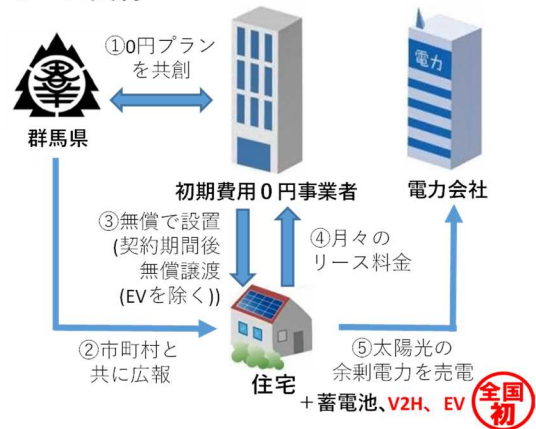 ①0円プラン
を共創
電力
群馬県
初期費用０円事業者
電力会社
③無償で設置
(契約期間後
無償譲渡
(EVを除く))
④月々の
リース料金
②市町村と
共に広報
住宅
⑤太陽光の
余剰電力を売電
＋蓄電池、V2H、EV
全国
初